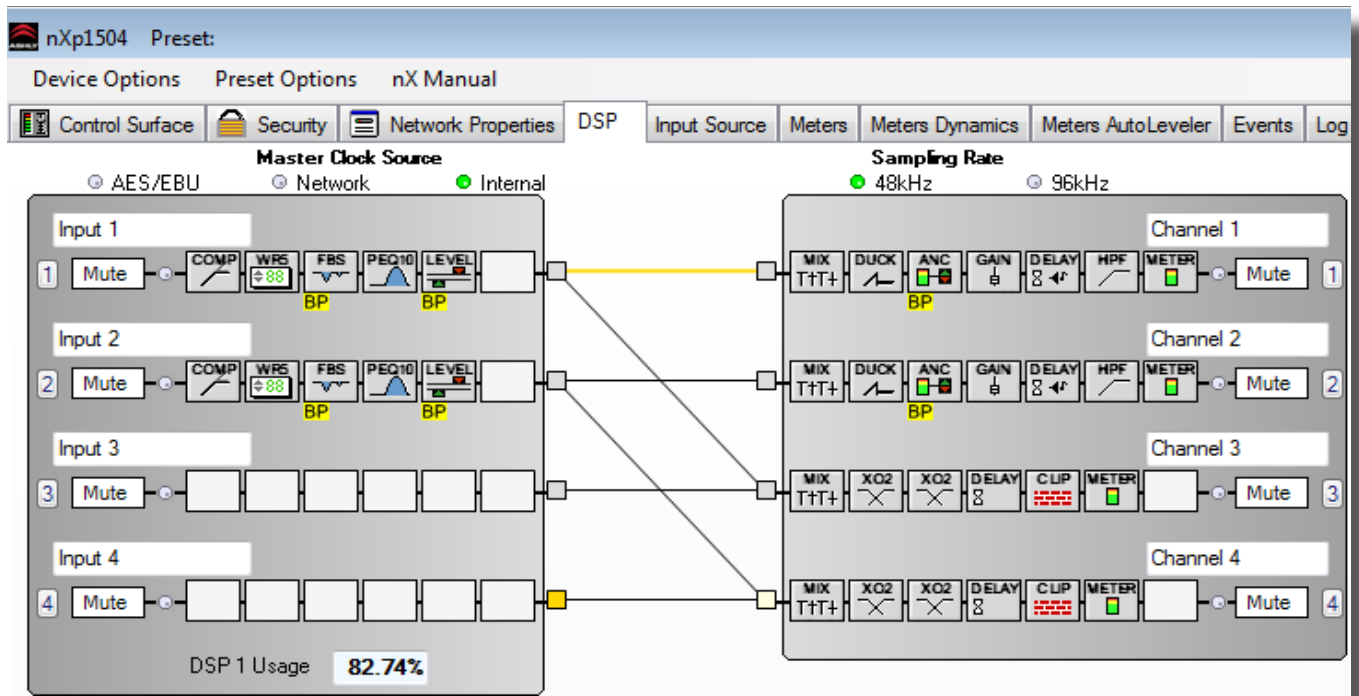 nXp1504 Preset:
Device Options Preset Options nX Manual
Control Surface Security Network Properties DSP Input Source Meters Meters Dynamics Meters AutoLeveler Events Log
Master Clock Source Sampling Rate
AES/EBU Network Internal 48kHz 96kHz
Input 1 Channel 1
1 Mute COMP WR5 88 FBS PEQ10 LEVEL MIX DUCK ANC GAIN DELAY HPF METER Mute 1
BP BP BP
Input 2 Channel 2
2 Mute COMP WR5 88 FBS PEQ10 LEVEL MIX DUCK ANC GAIN DELAY HPF METER Mute 2
BP BP BP
Input 3 Channel 3
3 Mute MIX XO2 XO2 DELAY CLIP METER Mute 3
Input 4 Channel 4
4 Mute MIX XO2 XO2 DELAY CLIP METER Mute 4
DSP 1 Usage 82.74%